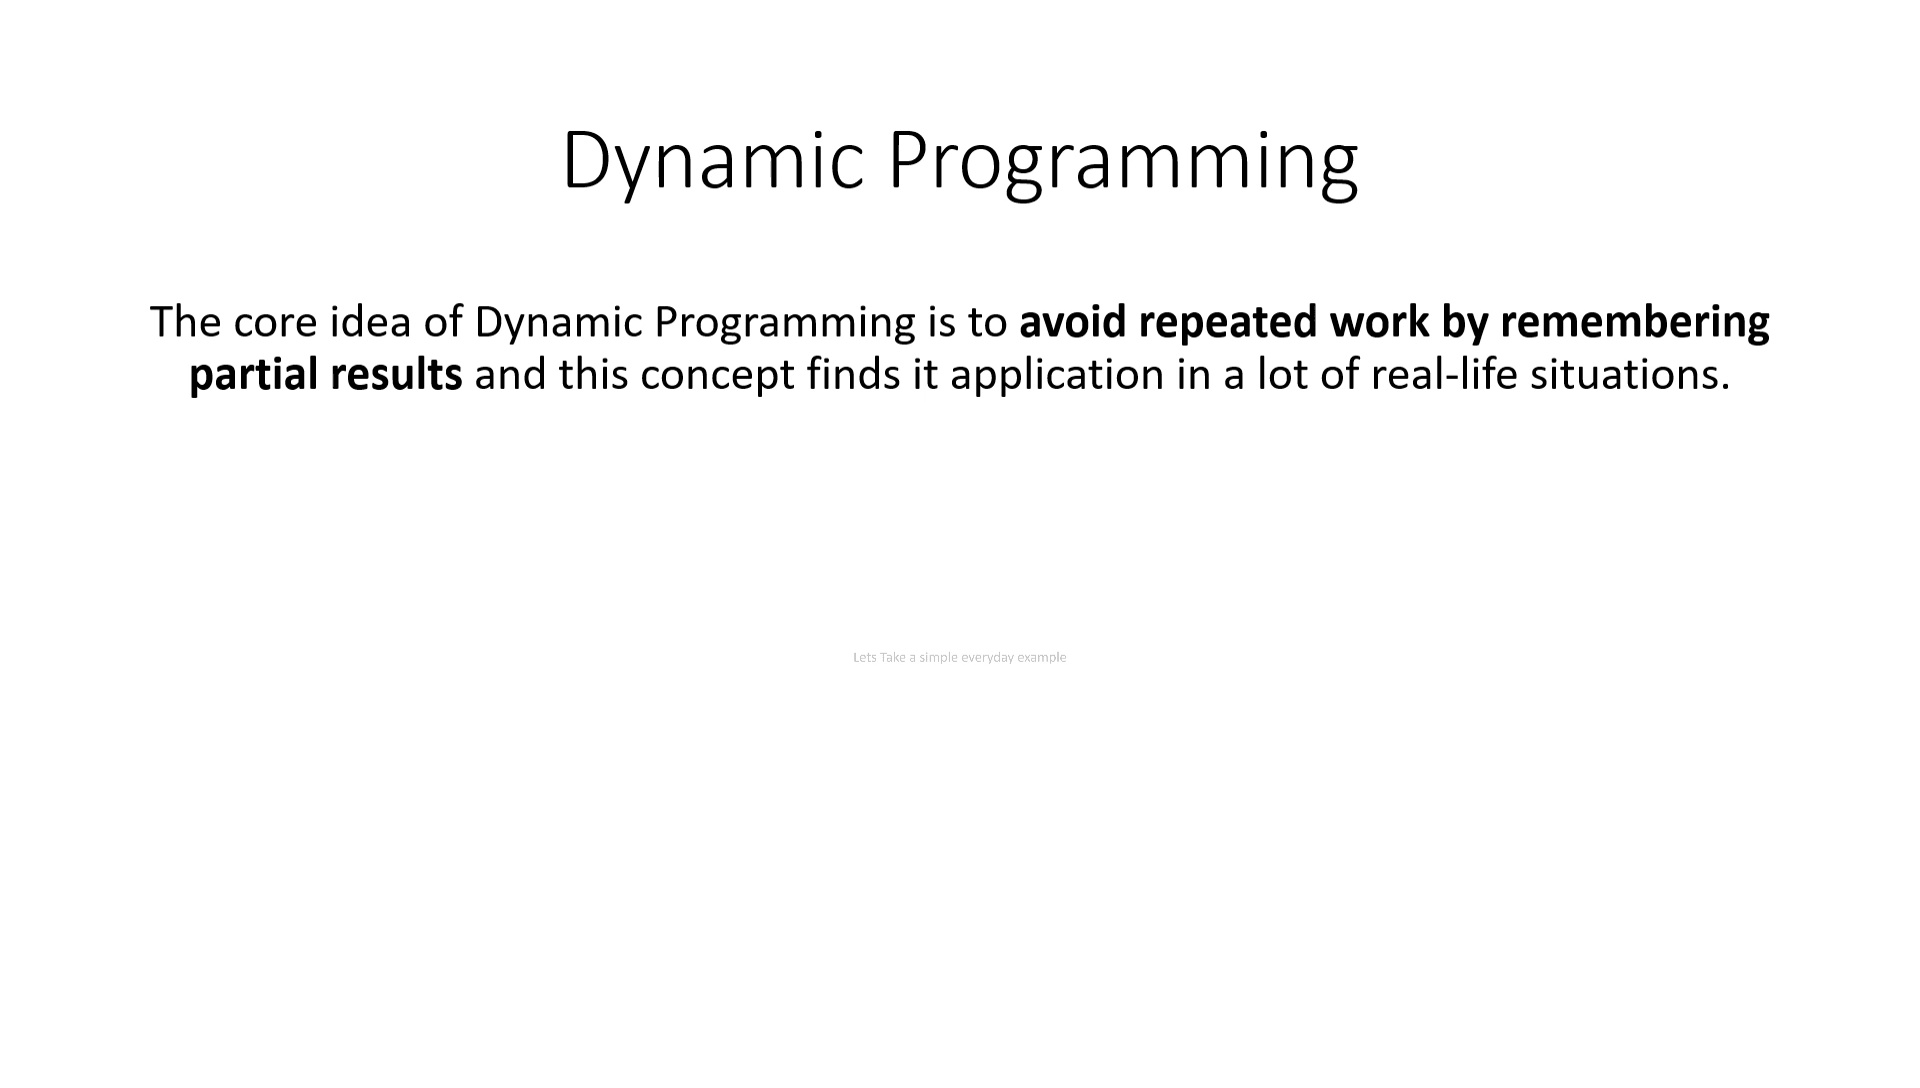 Dynamic Programming
The core idea of Dynamic Programming is to avoid repeated work by remembering
partial results and this concept finds it application in a lot of real-life situations.
Lets Take a simple everyday example